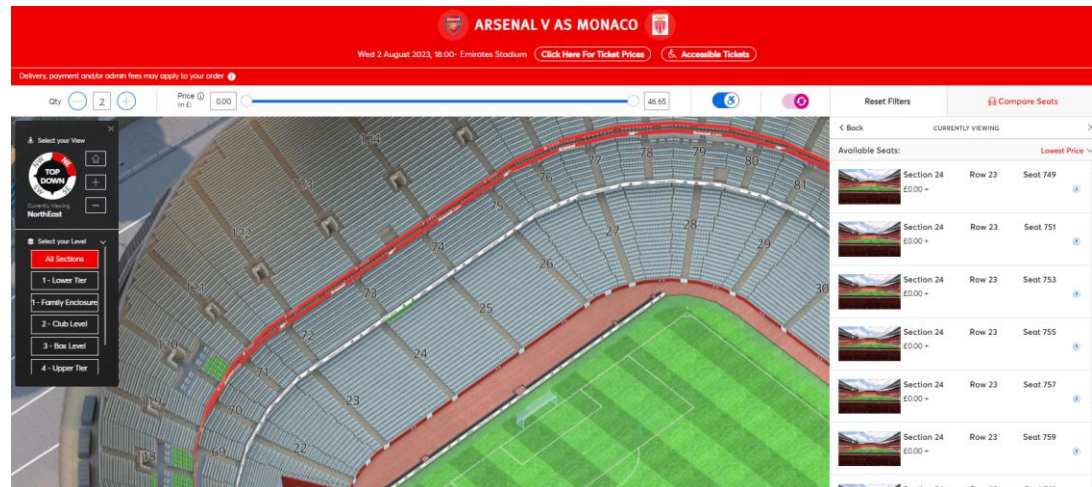 ARSENAL V AS MONACO
Wed 2 August 2023, 18:00 · Emirates Stadium Click Here For Ticket Prices Accessible Tickets
Delivery, payment and/or admin fees may apply to your order
Qty 2 Price (in £) 0.00 46.65 Reset Filters Compare Seats
Select your View
NW NE
TOP DOWN
Currently Viewing
NorthEast
Select your Level
All Sections
1 - Lower Tier
1 - Family Enclosure
2 - Club Level
3 - Box Level
4 - Upper Tier
124
123
122
121
120
119
118
77 78 79 80
76 81
75
74
73
72
71
70
69
27 28
26 29
25 30
24
23
22
< Back CURRENTLY VIEWING
Available Seats: Lowest Price
Section 24 Row 23 Seat 749
£0.00 +
Section 24 Row 23 Seat 751
£0.00 +
Section 24 Row 23 Seat 753
£0.00 +
Section 24 Row 23 Seat 755
£0.00 +
Section 24 Row 23 Seat 757
£0.00 +
Section 24 Row 23 Seat 759
£0.00 +